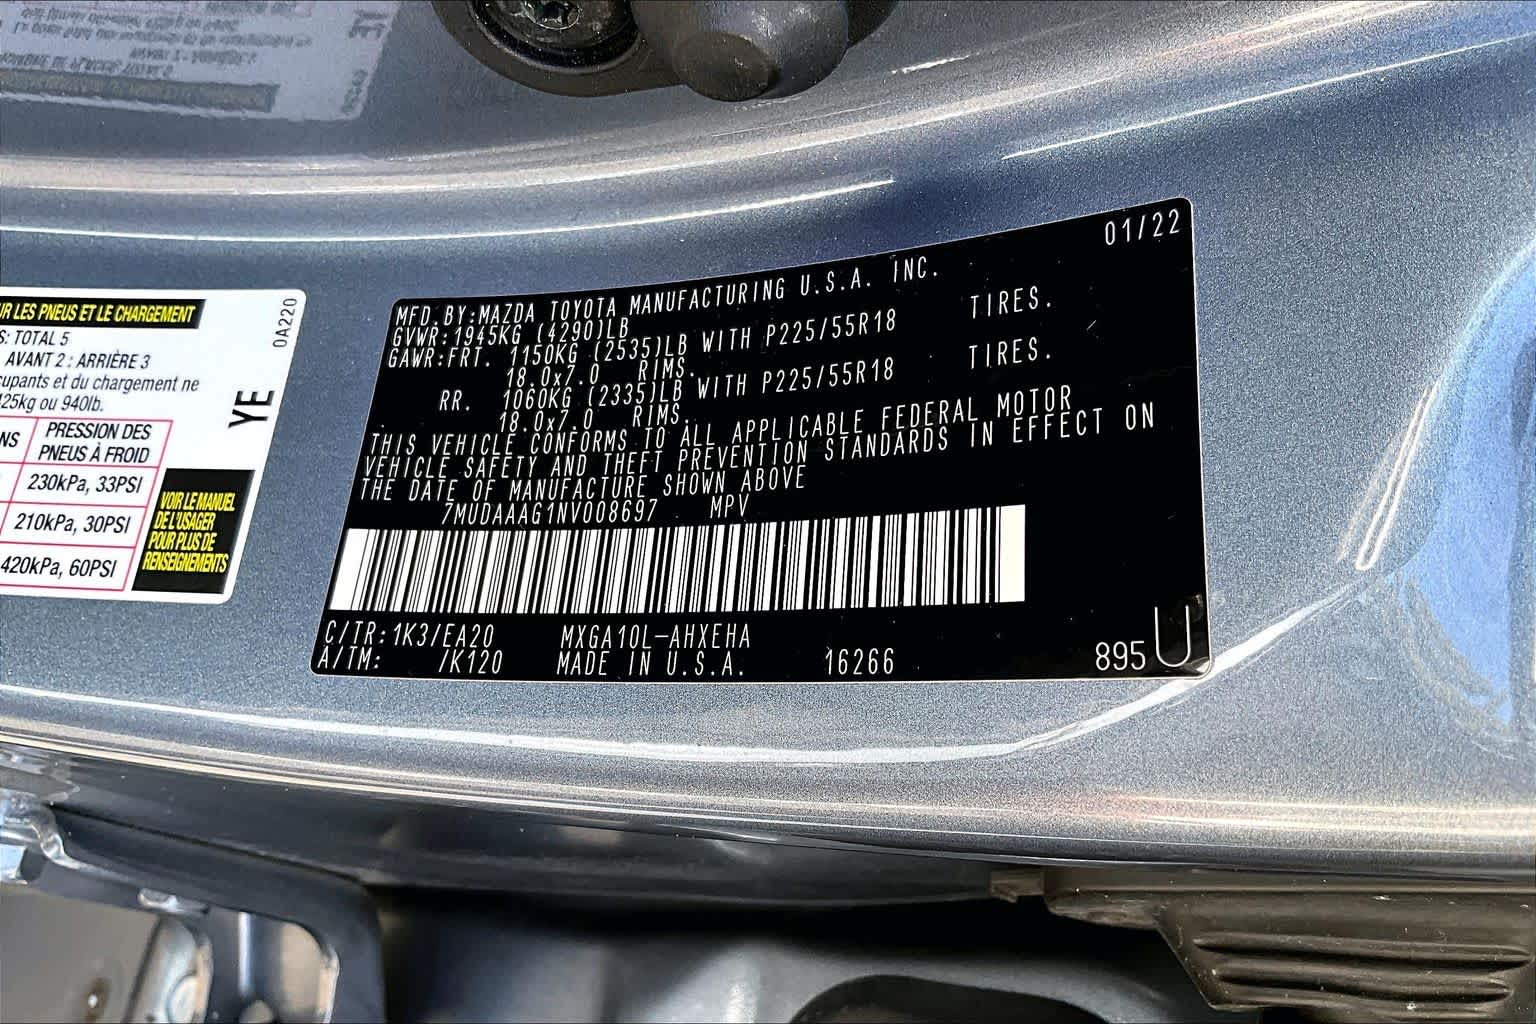 UR LES PNEUS ET LE CHARGEMENT
S: TOTAL 5
AVANT 2 : ARRIÈRE 3
cupants et du chargement ne
425kg ou 940lb.
NS
PRESSION DES
PNEUS À FROID
230kPa, 33PSI
210kPa, 30PSI
420kPa, 60PSI
VOIR LE MANUEL
DE L'USAGER
POUR PLUS DE
RENSEIGNEMENTS
0A220
YE
01/22
MFD.BY:MAZDA TOYOTA MANUFACTURING U.S.A. INC.
GVWR:1945KG (4290)LB
GAWR:FRT. 1150KG (2535)LB WITH P225/55R18 TIRES.
18.0x7.0 RIMS.
RR. 1060KG (2335)LB WITH P225/55R18 TIRES.
18.0x7.0 RIMS.
THIS VEHICLE CONFORMS TO ALL APPLICABLE FEDERAL MOTOR
VEHICLE SAFETY AND THEFT PREVENTION STANDARDS IN EFFECT ON
THE DATE OF MANUFACTURE SHOWN ABOVE
7MUDAAAG1NV008697 MPV
C/TR:1K3/EA20 MXGA10L-AHXEHA
A/TM: /K120 MADE IN U.S.A. 16266
895 U